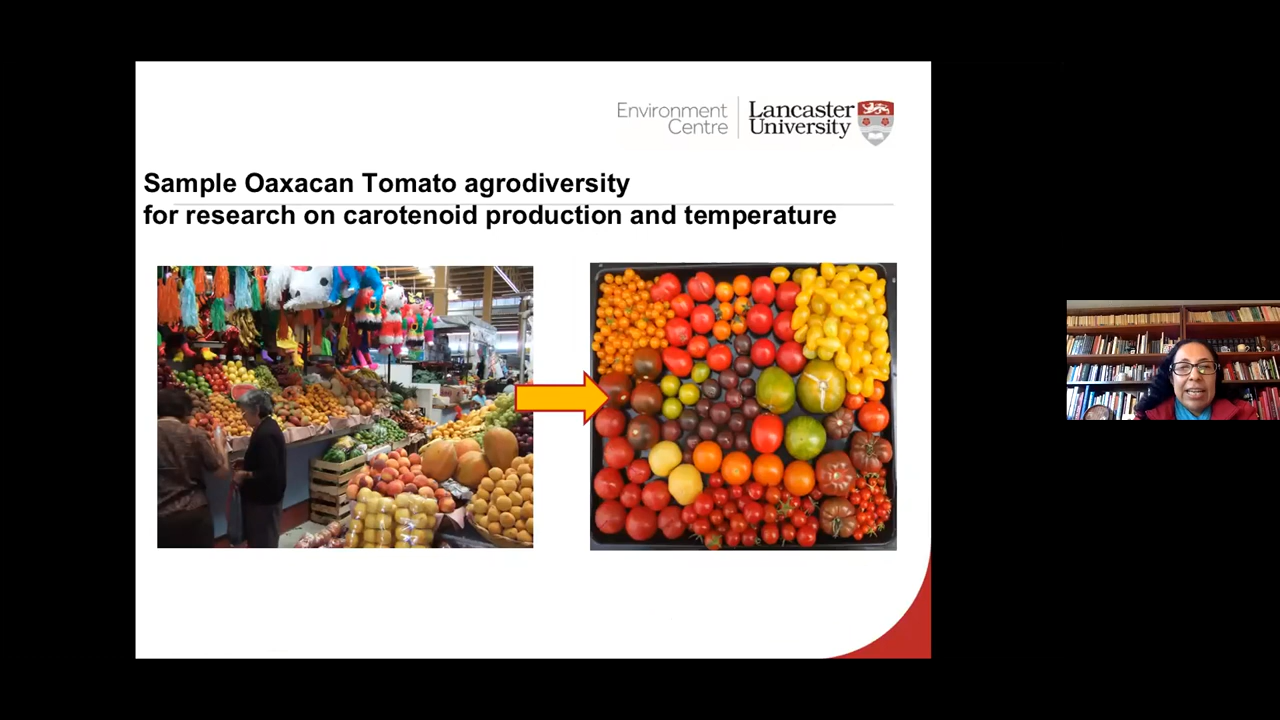 Environment
Centre
Lancaster
University
Sample Oaxacan Tomato agrodiversity
for research on carotenoid production and temperature